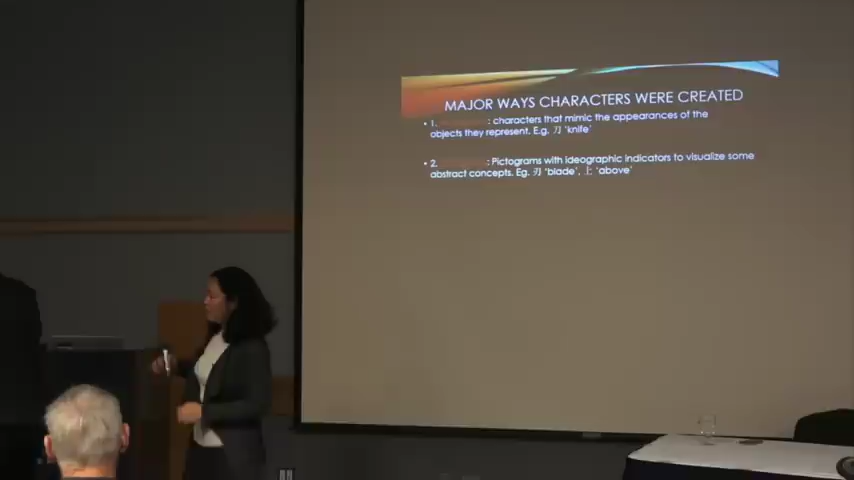 MAJOR WAYS CHARACTERS WERE CREATED
• 1. : characters that mimic the appearances of the
objects they represent. E.g. 刀 ‘knife’
• 2. : Pictograms with ideographic indicators to visualize some
abstract concepts. Eg. 刃 ‘blade’, 上 ‘above’